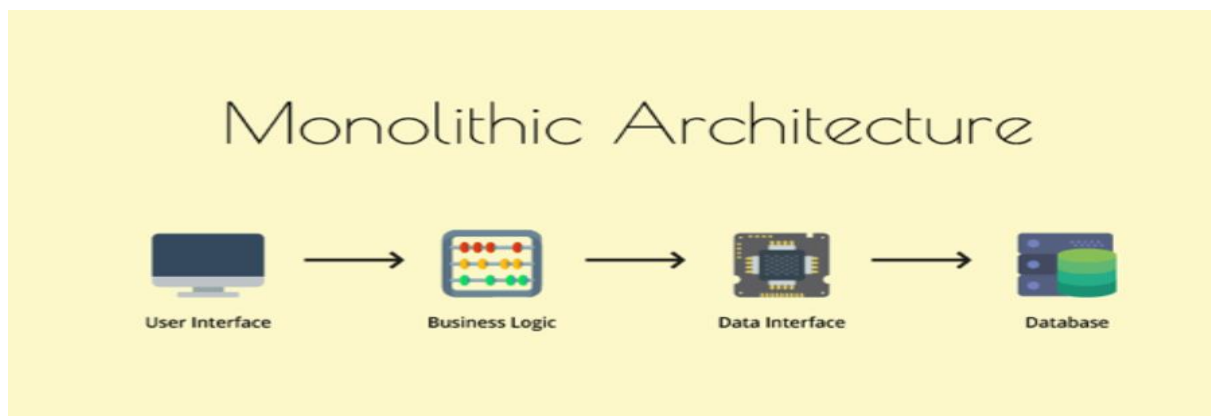 Monolithic Architecture
User Interface
Business Logic
Data Interface
Database